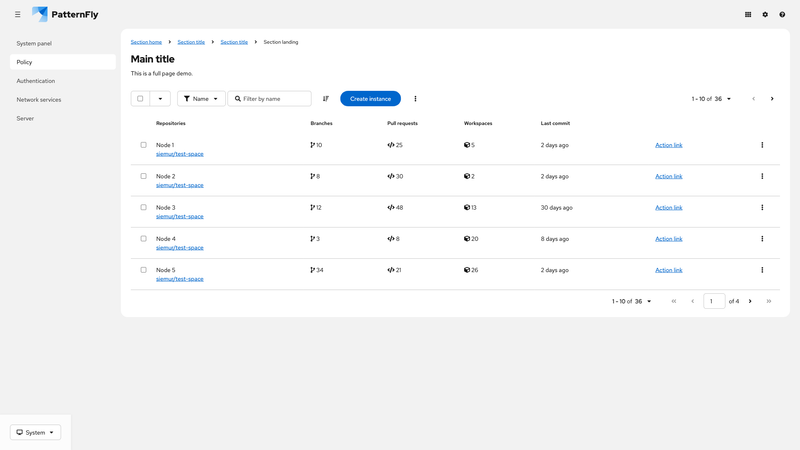 PatternFly
System panel
Policy
Authentication
Network services
Server
Section home Section title Section title Section landing
Main title
This is a full page demo.
Name Filter by name Create instance 1 - 10 of 36
Repositories Branches Pull requests Workspaces Last commit
Node 1 10 25 5 2 days ago Action link
siemur/test-space
Node 2 8 30 2 2 days ago Action link
siemur/test-space
Node 3 12 48 13 30 days ago Action link
siemur/test-space
Node 4 3 8 20 8 days ago Action link
siemur/test-space
Node 5 34 21 26 2 days ago Action link
siemur/test-space
1 - 10 of 36 1 of 4
System